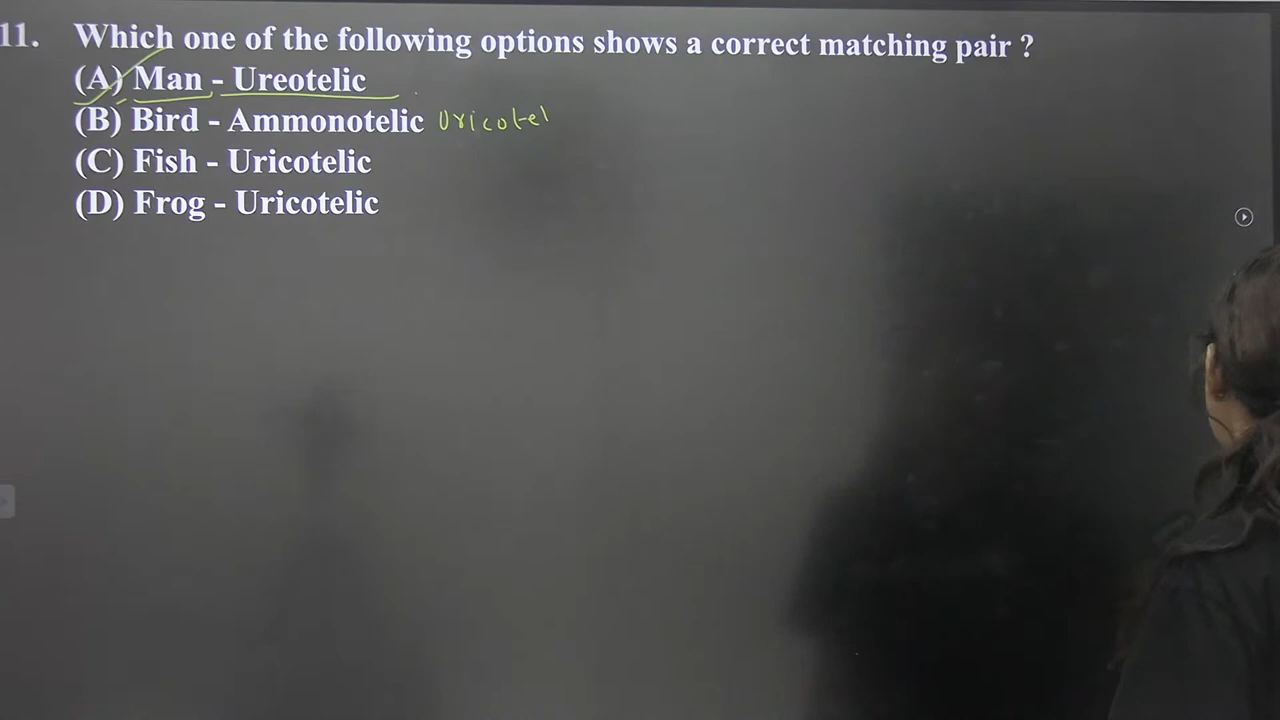 11. Which one of the following options shows a correct matching pair ?
(A) Man - Ureotelic
(B) Bird - Ammonotelic Uricotel
(C) Fish - Uricotelic
(D) Frog - Uricotelic